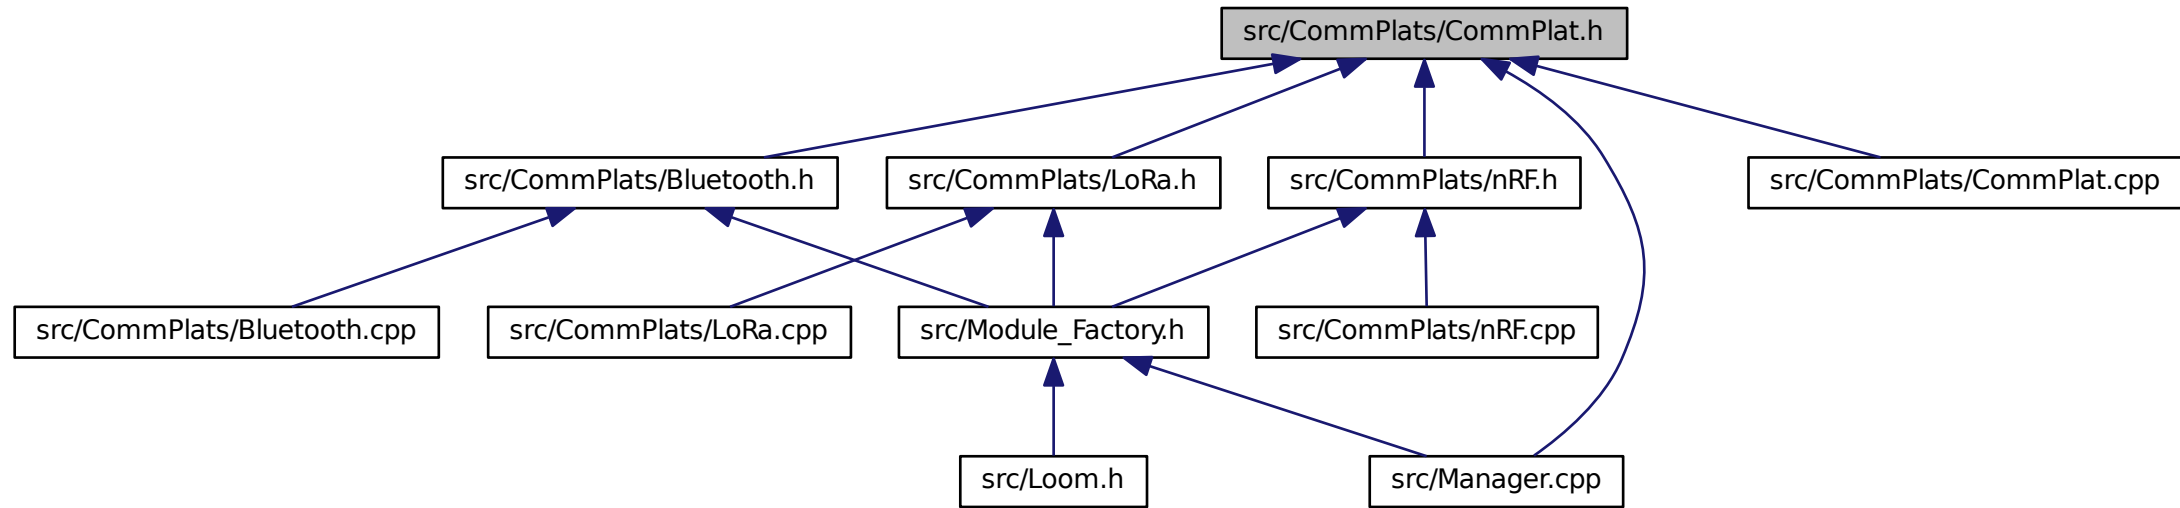 src/CommPlats/CommPlat.h
src/CommPlats/Bluetooth.h
src/CommPlats/LoRa.h
src/CommPlats/nRF.h
src/CommPlats/CommPlat.cpp
src/CommPlats/Bluetooth.cpp
src/CommPlats/LoRa.cpp
src/Module_Factory.h
src/CommPlats/nRF.cpp
src/Loom.h
src/Manager.cpp